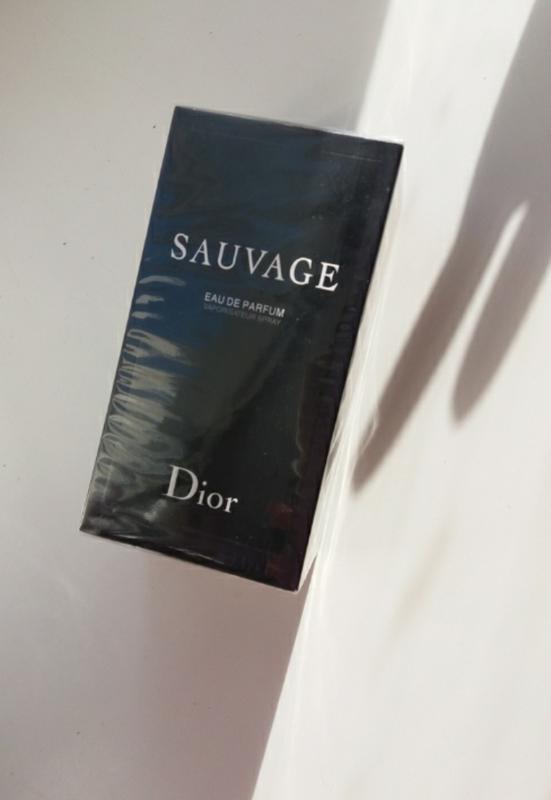 SAUVAGE
EAU DE PARFUM
VAPORISATEUR SPRAY
Dior